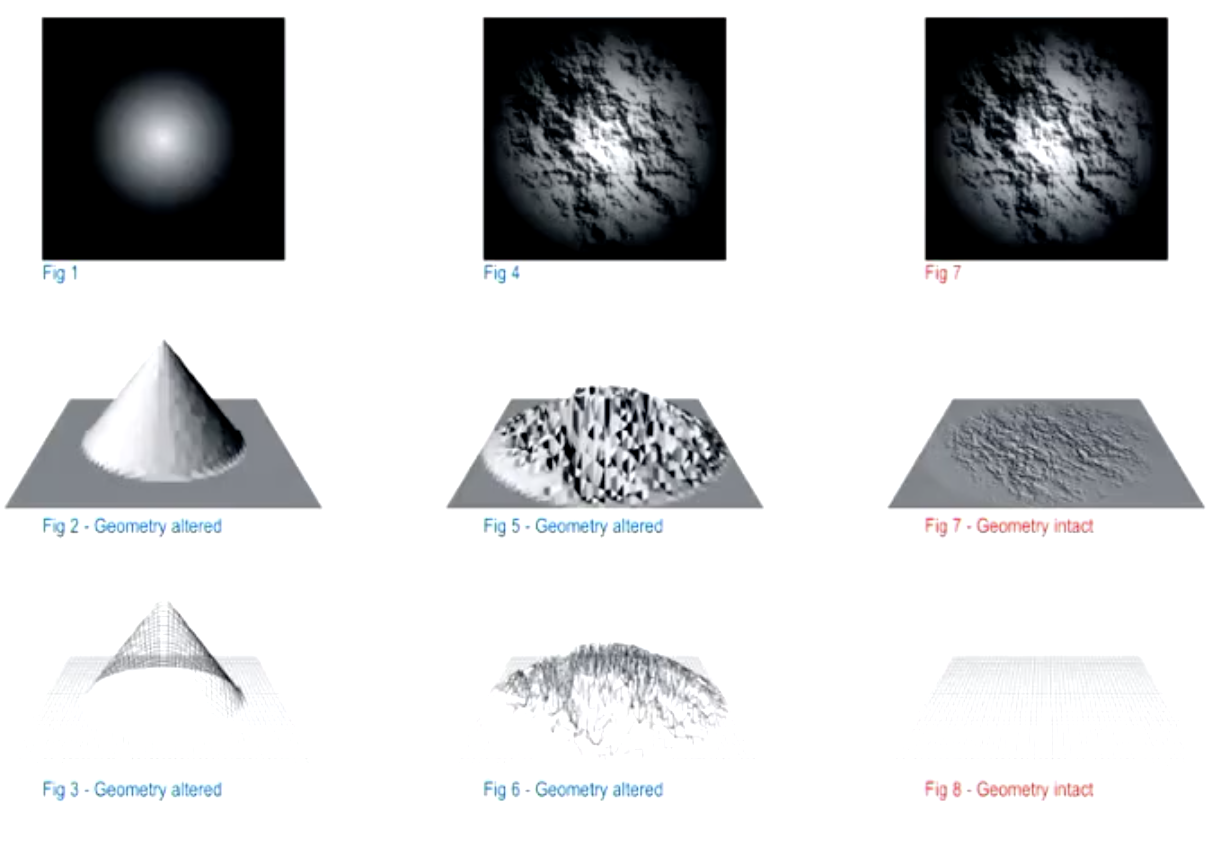 Fig 1
Fig 4
Fig 7
Fig 2 - Geometry altered
Fig 5 - Geometry altered
Fig 7 - Geometry intact
Fig 3 - Geometry altered
Fig 6 - Geometry altered
Fig 8 - Geometry intact